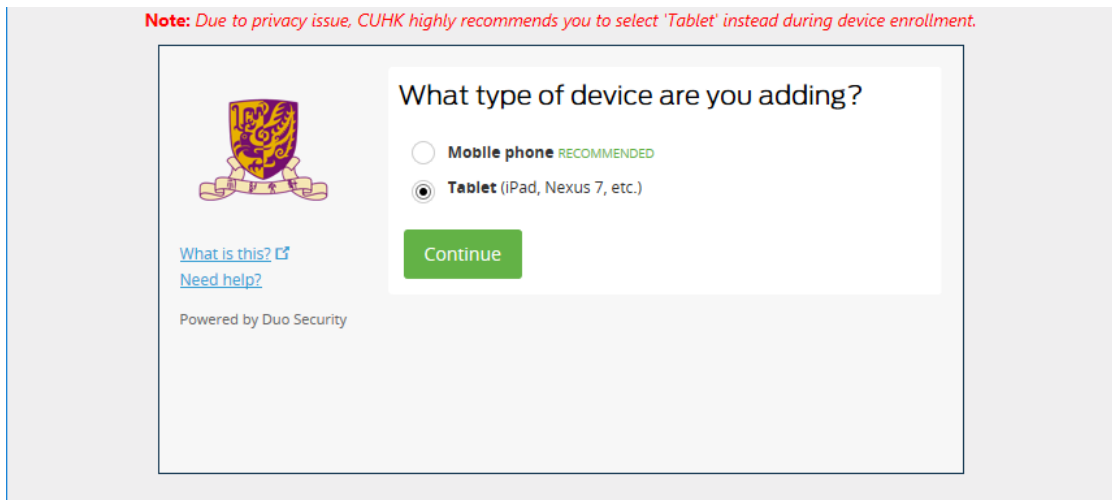 Note: Due to privacy issue, CUHK highly recommends you to select 'Tablet' instead during device enrollment.
What type of device are you adding?
Mobile phone RECOMMENDED
Tablet (iPad, Nexus 7, etc.)
Continue
What is this?
Need help?
Powered by Duo Security